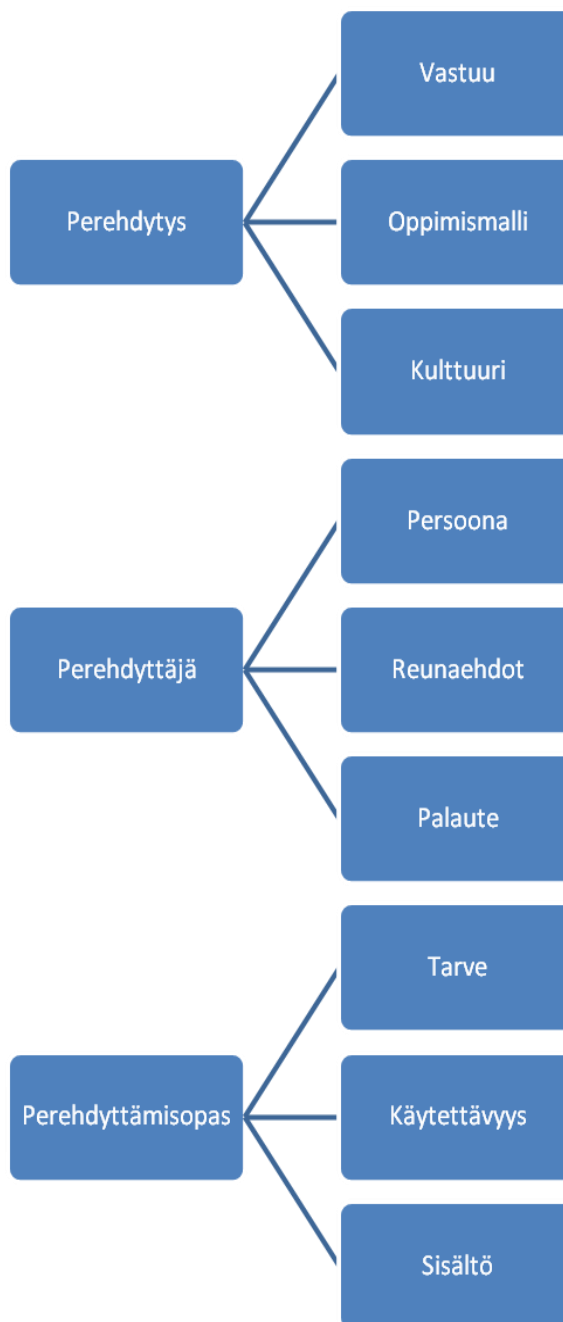 Perehdytys
Vastuu
Oppimismalli
Kulttuuri
Perehdyttäjä
Persoona
Reunaehdot
Palaute
Perehdyttämisopas
Tarve
Käytettävyys
Sisältö